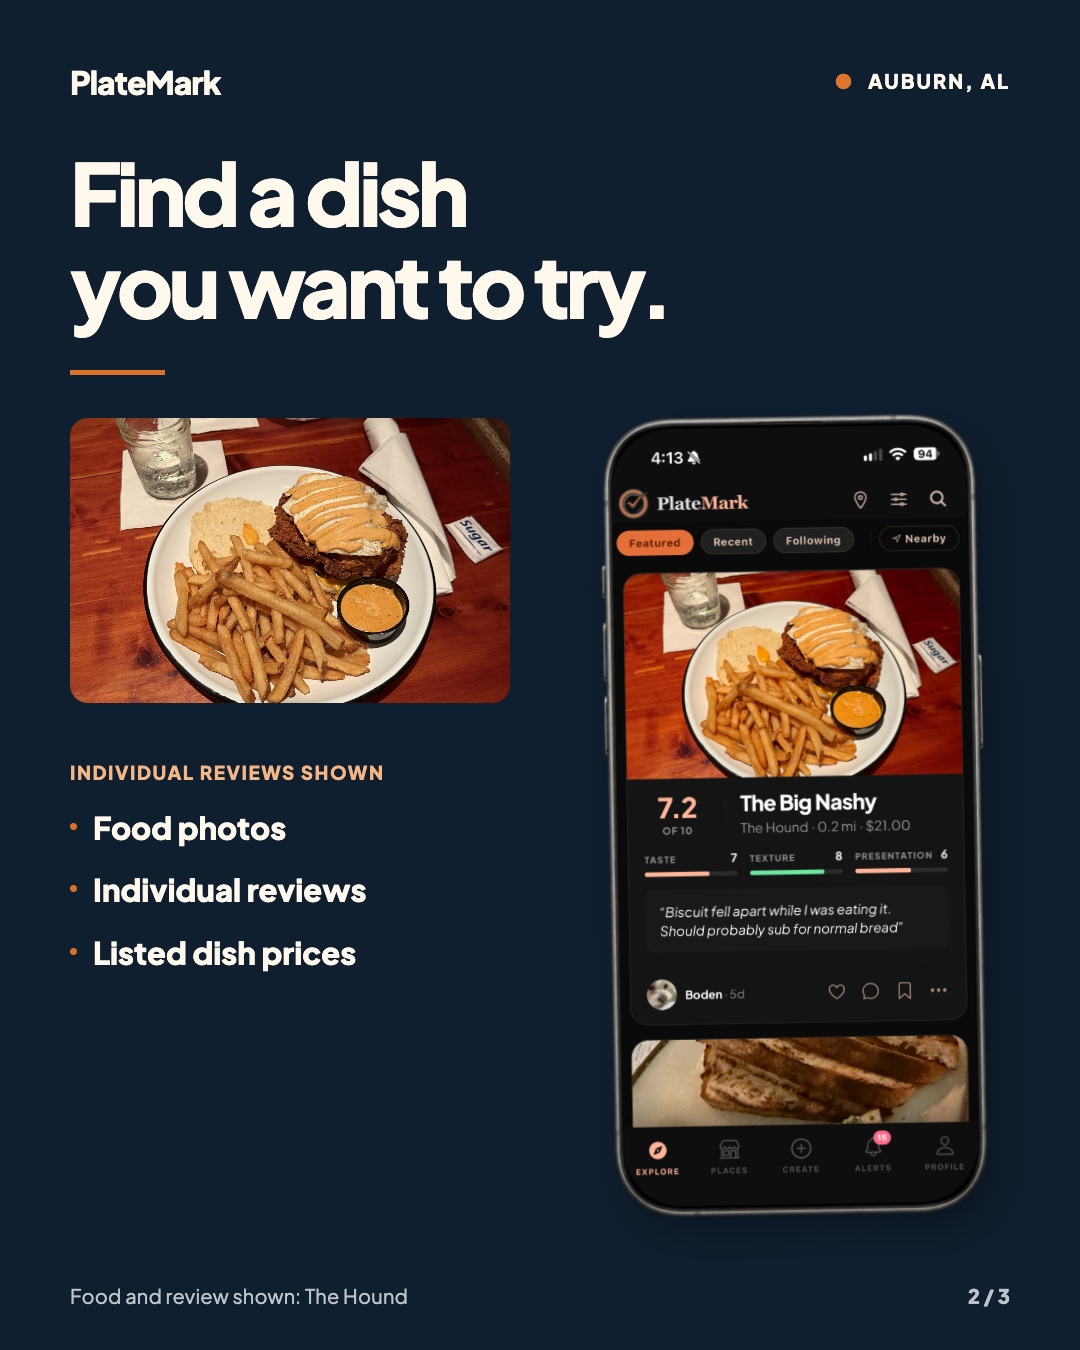 PlateMark
AUBURN, AL
Find a dish
you want to try.
Sugar
INDIVIDUAL REVIEWS SHOWN
• Food photos
• Individual reviews
• Listed dish prices
4:13
94
PlateMark
Featured
Recent
Following
Nearby
Sugar
7.2
OF 10
The Big Nashy
The Hound · 0.2 mi · $21.00
TASTE 7
TEXTURE 8
PRESENTATION 6
“Biscuit fell apart while I was eating it.
Should probably sub for normal bread”
Boden · 5d
EXPLORE
PLACES
CREATE
16
ALERTS
PROFILE
Food and review shown: The Hound
2 / 3